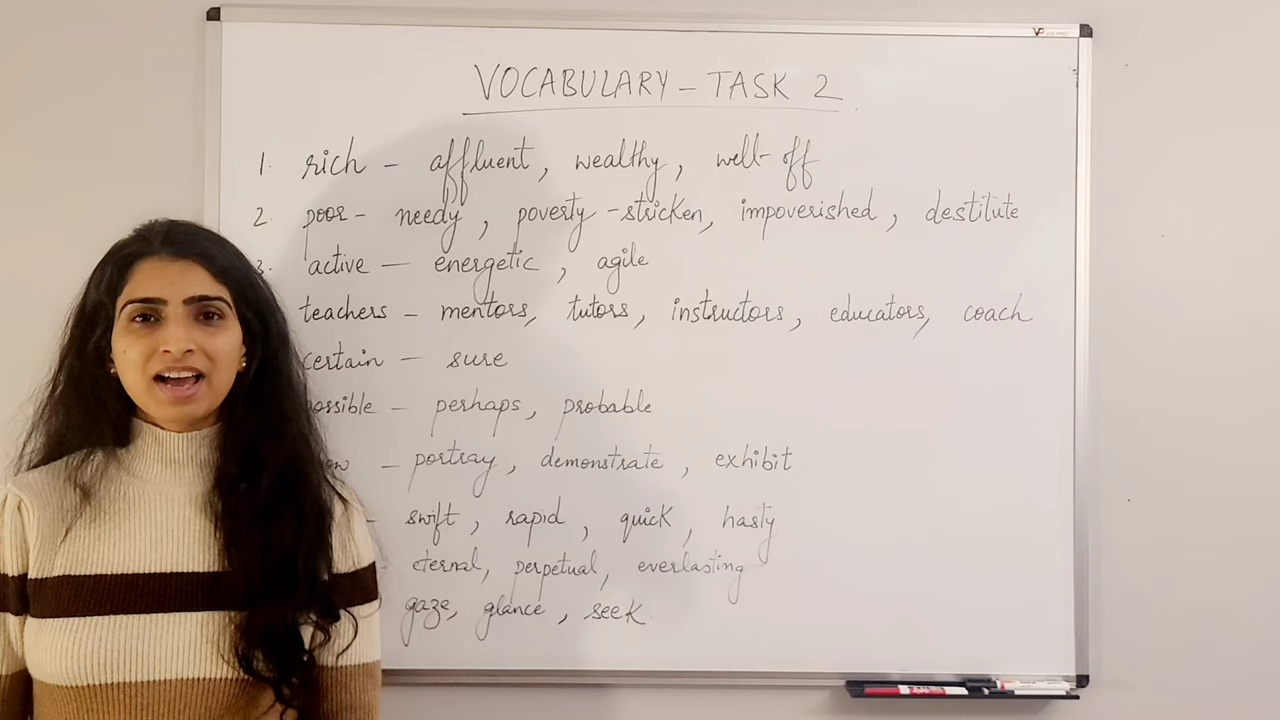 VOCABULARY - TASK 2
1. rich - affluent, wealthy, well-off
2. poor - needy, poverty-stricken, impoverished, destitute
3. active - energetic, agile
teachers - mentors, tutors, instructors, educators, coach
certain - sure
possible - perhaps, probable
- portray, demonstrate, exhibit
- swift, rapid, quick, hasty
- eternal, perpetual, everlasting
gaze, glance, seek